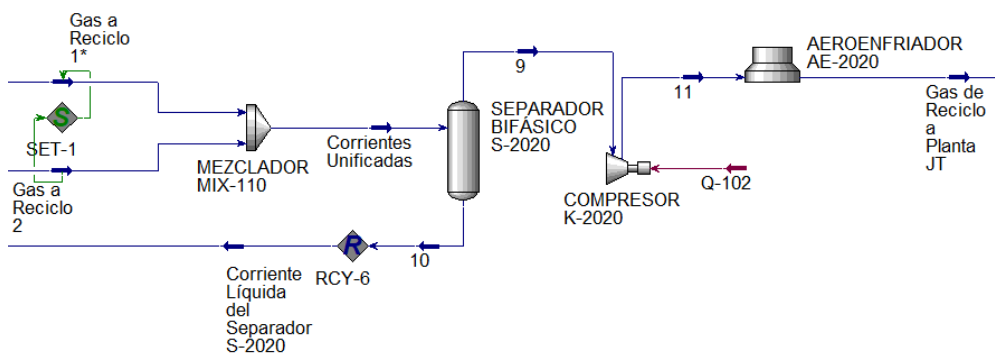 Gas a
Reciclo
1*
S
SET-1
Gas a
Reciclo
2
MEZCLADOR
MIX-110
Corrientes
Unificadas
9
SEPARADOR
BIFÁSICO
S-2020
10
R
RCY-6
Corriente
Líquida
del
Separador
S-2020
COMPRESOR
K-2020
Q-102
11
AEROENFRIADOR
AE-2020
Gas de
Reciclo
a
Planta
JT